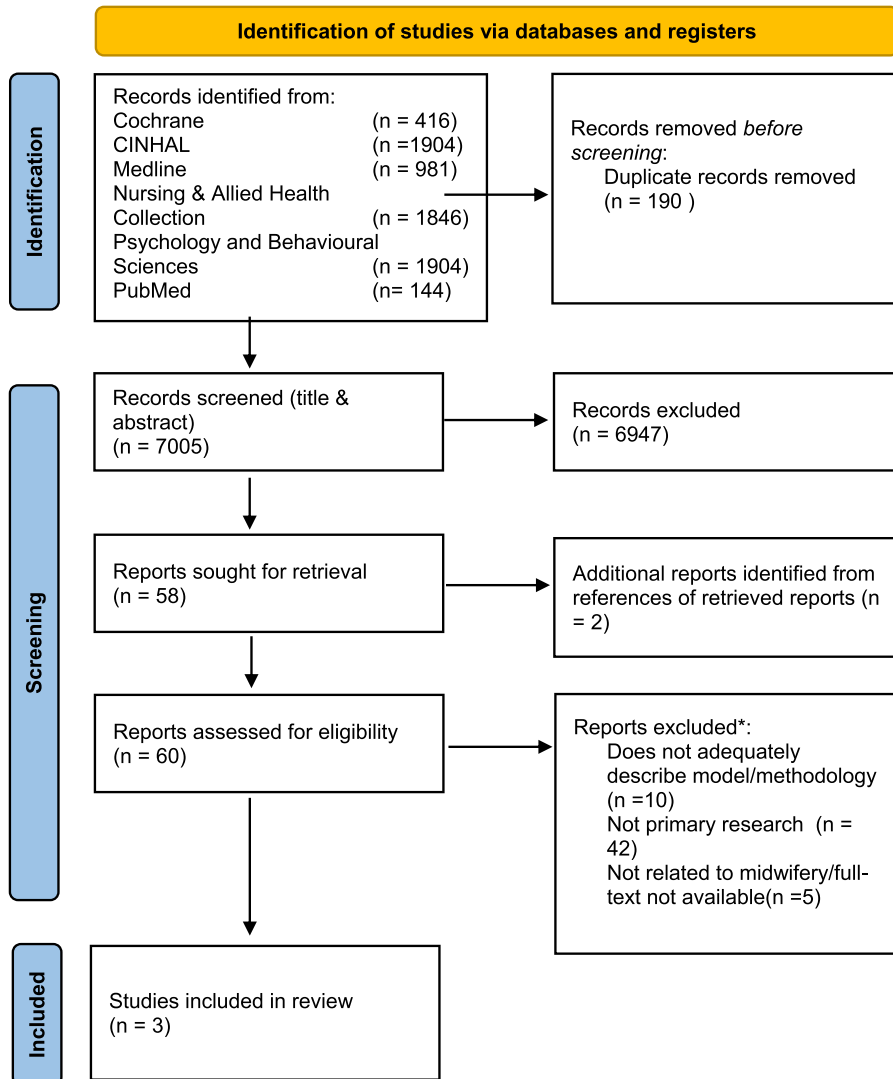 Identification of studies via databases and registers
Identification
Records identified from:
Cochrane (n = 416)
CINHAL (n =1904)
Medline (n = 981)
Nursing & Allied Health
Collection (n = 1846)
Psychology and Behavioural
Sciences (n = 1904)
PubMed (n= 144)
Records removed before
screening:
Duplicate records removed
(n = 190 )
Screening
Records screened (title &
abstract)
(n = 7005)
Records excluded
(n = 6947)
Reports sought for retrieval
(n = 58)
Additional reports identified from
references of retrieved reports (n
= 2)
Reports assessed for eligibility
(n = 60)
Reports excluded*:
Does not adequately
describe model/methodology
(n =10)
Not primary research (n =
42)
Not related to midwifery/full-
text not available(n =5)
Included
Studies included in review
(n = 3)